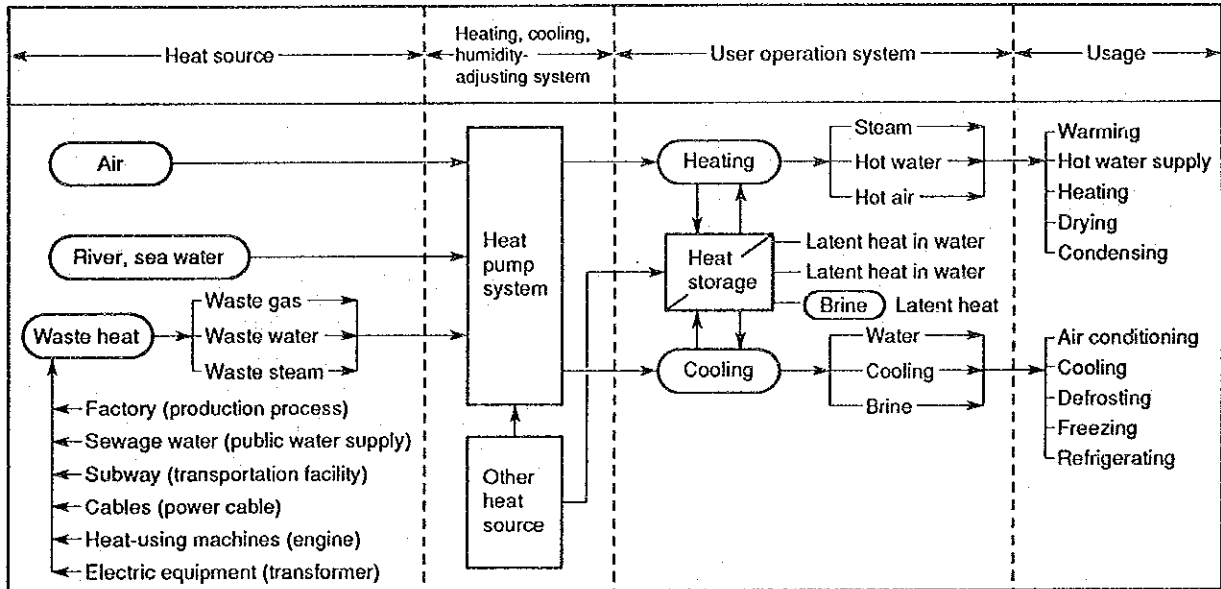 Heat source
Heating, cooling,
humidity-
adjusting system
User operation system
Usage
Air
River, sea water
Waste heat
Waste gas
Waste water
Waste steam
Factory (production process)
Sewage water (public water supply)
Subway (transportation facility)
Cables (power cable)
Heat-using machines (engine)
Electric equipment (transformer)
Heat
pump
system
Other
heat
source
Heating
Steam
Hot water
Hot air
Heat
storage
Latent heat in water
Latent heat in water
Brine Latent heat
Cooling
Water
Cooling
Brine
Warming
Hot water supply
Heating
Drying
Condensing
Air conditioning
Cooling
Defrosting
Freezing
Refrigerating